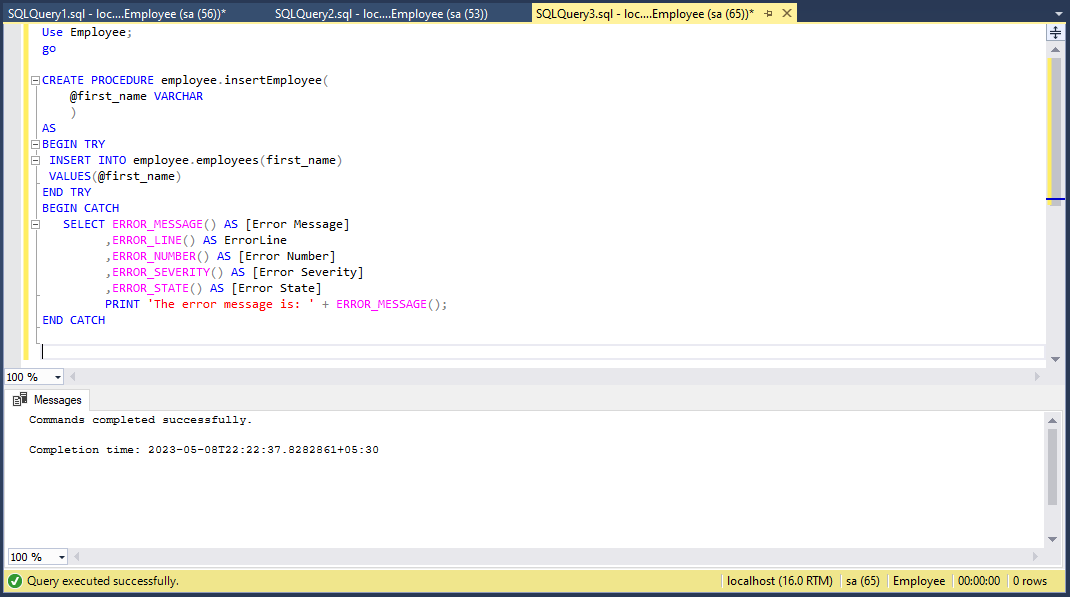 SQLQuery1.sql - loc....Employee (sa (56))* SQLQuery2.sql - loc....Employee (sa (53)) SQLQuery3.sql - loc....Employee (sa (65))*
Use Employee;
go
CREATE PROCEDURE employee.insertEmployee(
@first_name VARCHAR
)
AS
BEGIN TRY
INSERT INTO employee.employees(first_name)
VALUES(@first_name)
END TRY
BEGIN CATCH
SELECT ERROR_MESSAGE() AS [Error Message]
,ERROR_LINE() AS ErrorLine
,ERROR_NUMBER() AS [Error Number]
,ERROR_SEVERITY() AS [Error Severity]
,ERROR_STATE() AS [Error State]
PRINT 'The error message is: ' + ERROR_MESSAGE();
END CATCH
100 %
Messages
Commands completed successfully.
Completion time: 2023-05-08T22:22:37.8282861+05:30
100 %
Query executed successfully. localhost (16.0 RTM) sa (65) Employee 00:00:00 0 rows